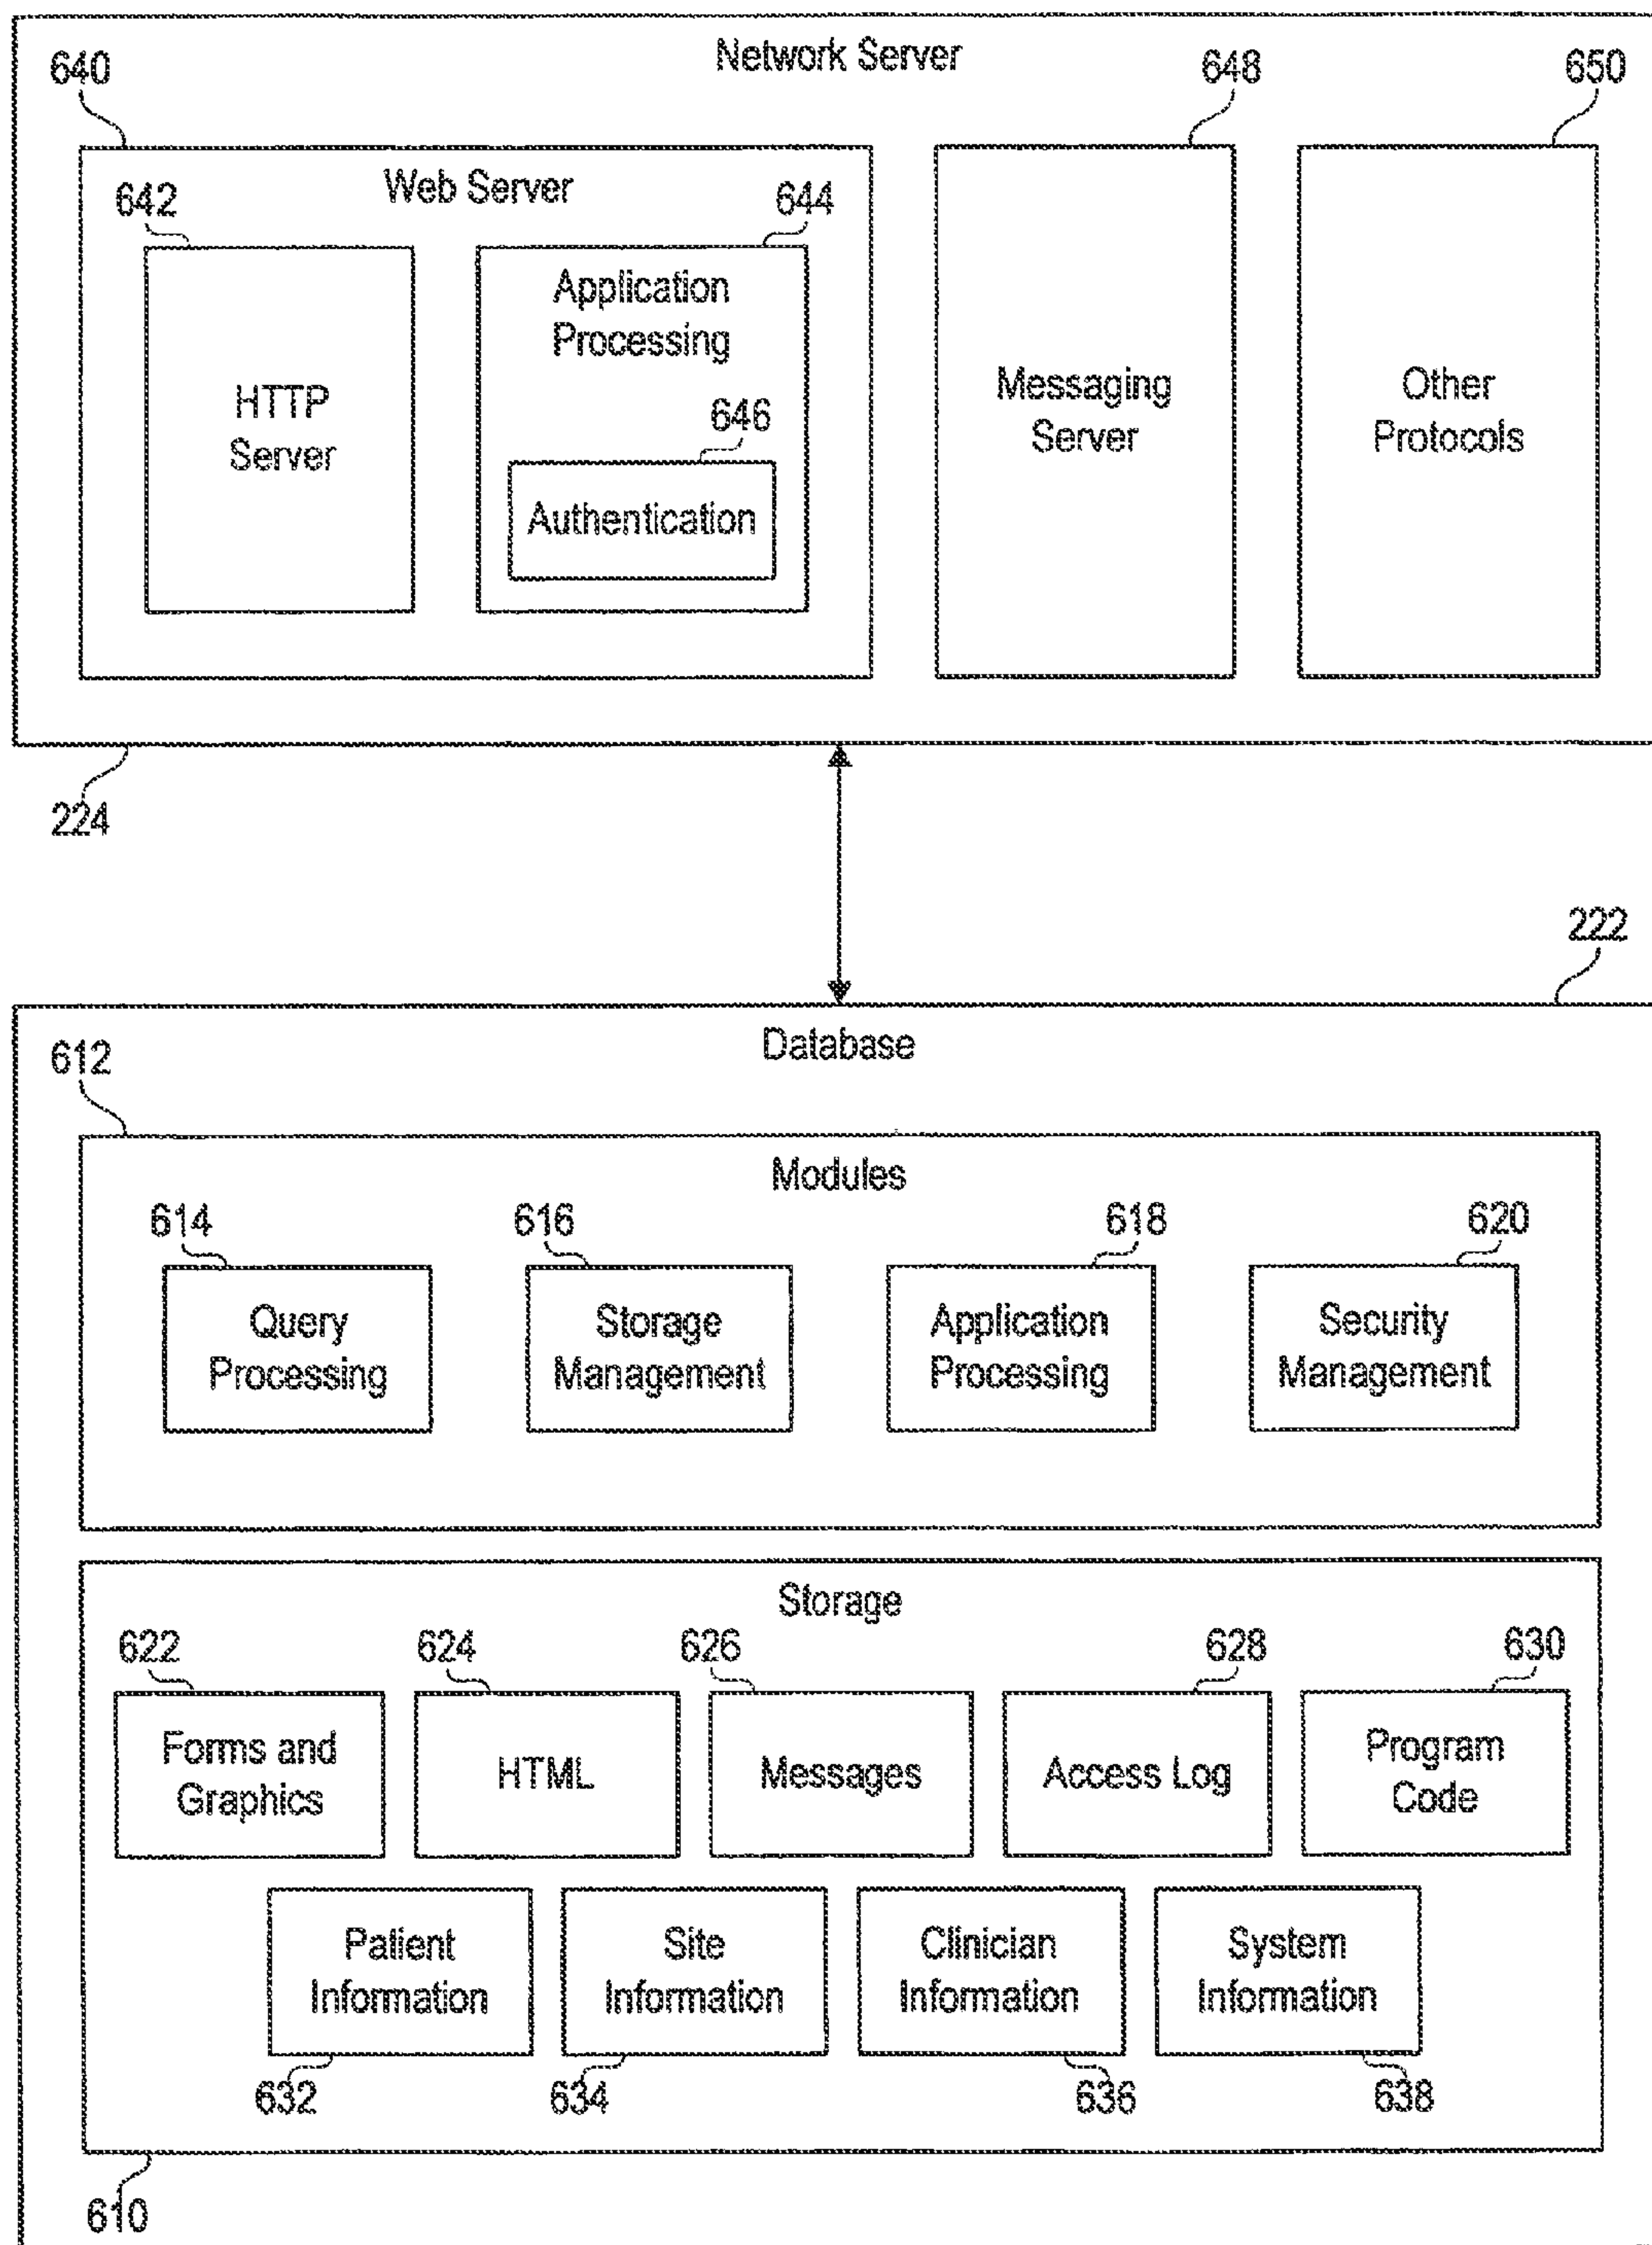 Network Server
640
648
650
Web Server
642
644
Application
Processing
HTTP
Server
646
Authentication
Messaging
Server
Other
Protocols
224
222
Database
612
Modules
614
616
618
620
Query
Processing
Storage
Management
Application
Processing
Security
Management
Storage
622
624
626
628
630
Forms and
Graphics
HTML
Messages
Access Log
Program
Code
Patient
Information
Site
Information
Clinician
Information
System
Information
632
634
636
638
610